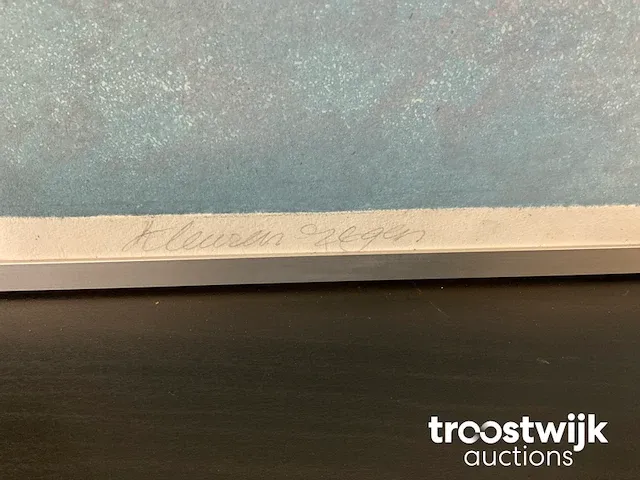 Kleuren regen
troostwijk
auctions